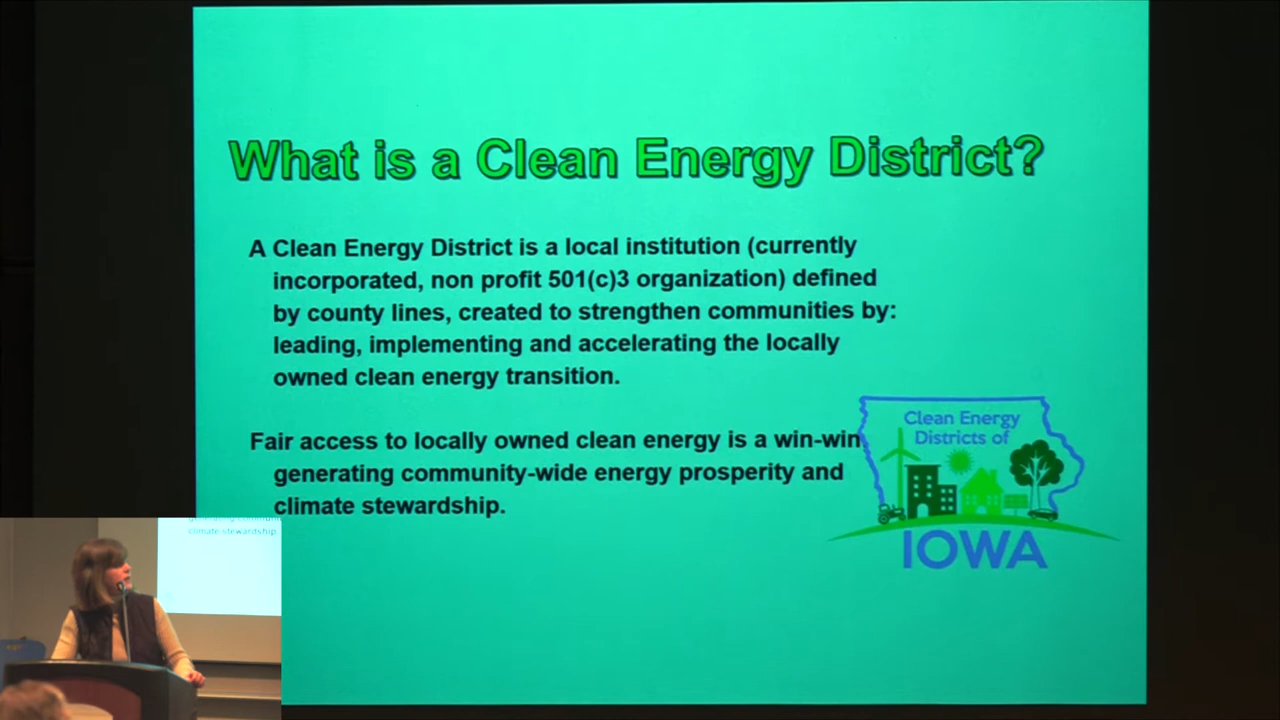 What is a Clean Energy District?
A Clean Energy District is a local institution (currently
incorporated, non profit 501(c)3 organization) defined
by county lines, created to strengthen communities by:
leading, implementing and accelerating the locally
owned clean energy transition.
Fair access to locally owned clean energy is a win-win
generating community-wide energy prosperity and
climate stewardship.
Clean Energy
Districts of
IOWA
generating commun
climate stewardship.